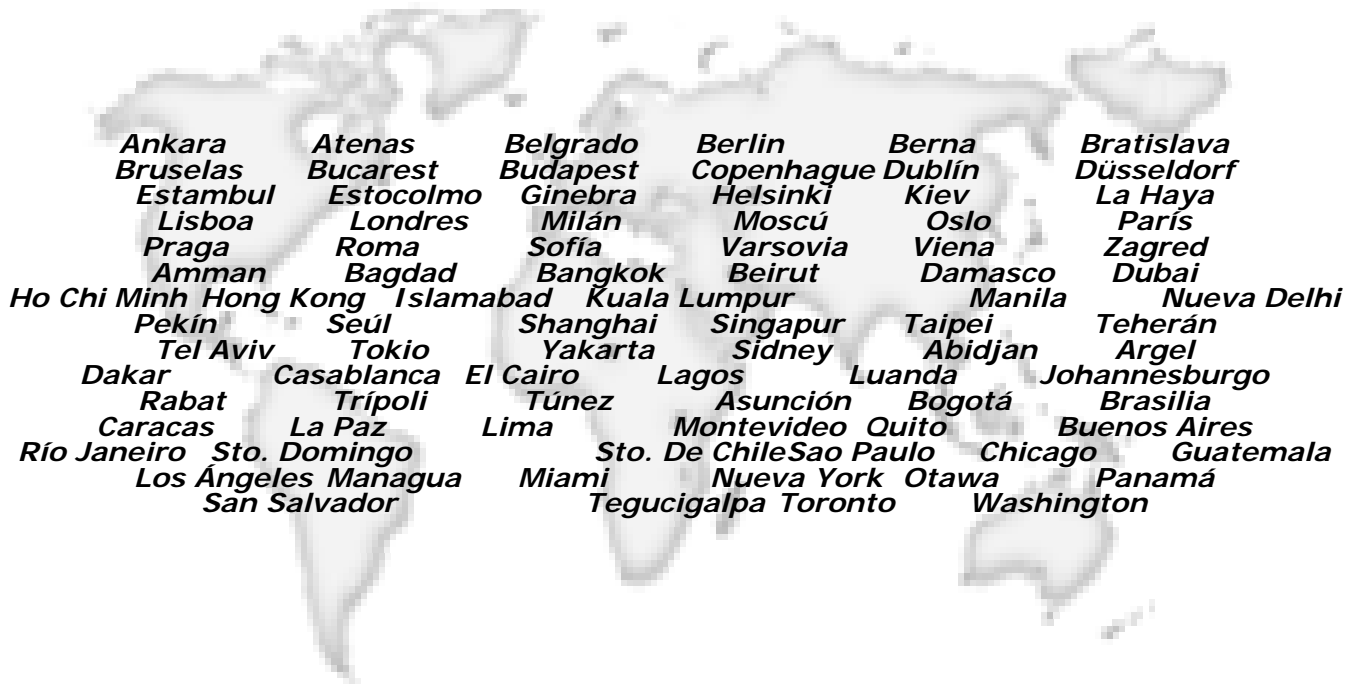 Ankara Atenas Belgrado Berlin Berna Bratislava
Bruselas Bucarest Budapest Copenhague Dublín Düsseldorf
Estambul Estocolmo Ginebra Helsinki Kiev La Haya
Lisboa Londres Milán Moscú Oslo París
Praga Roma Sofía Varsovia Viena Zagred
Amman Bagdad Bangkok Beirut Damasco Dubai
Ho Chi Minh Hong Kong Islamabad Kuala Lumpur Manila Nueva Delhi
Pekín Seúl Shanghai Singapur Taipei Teherán
Tel Aviv Tokio Yakarta Sidney Abidjan Argel
Dakar Casablanca El Cairo Lagos Luanda Johannesburgo
Rabat Trípoli Túnez Asunción Bogotá Brasilia
Caracas La Paz Lima Montevideo Quito Buenos Aires
Río Janeiro Sto. Domingo Sto. De Chile Sao Paulo Chicago Guatemala
Los Ángeles Managua Miami Nueva York Otawa Panamá
San Salvador Tegucigalpa Toronto Washington